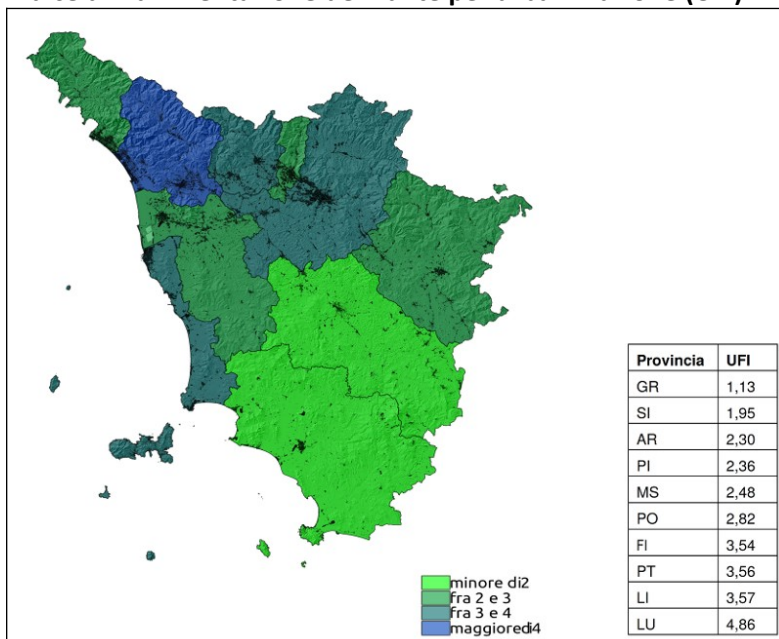 minore di2
fra 2 e 3
fra 3 e 4
maggioredi4
Provincia UFI
GR 1,13
SI 1,95
AR 2,30
PI 2,36
MS 2,48
PO 2,82
FI 3,54
PT 3,56
LI 3,57
LU 4,86